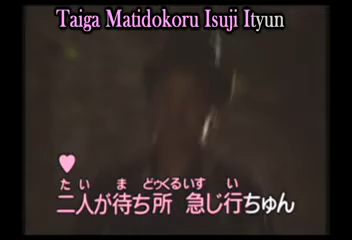 Taiga Matidokoru Isuji Ityun
♥
たい ま どぅくるいす い
二人が待ち所 急じ行ちゅん